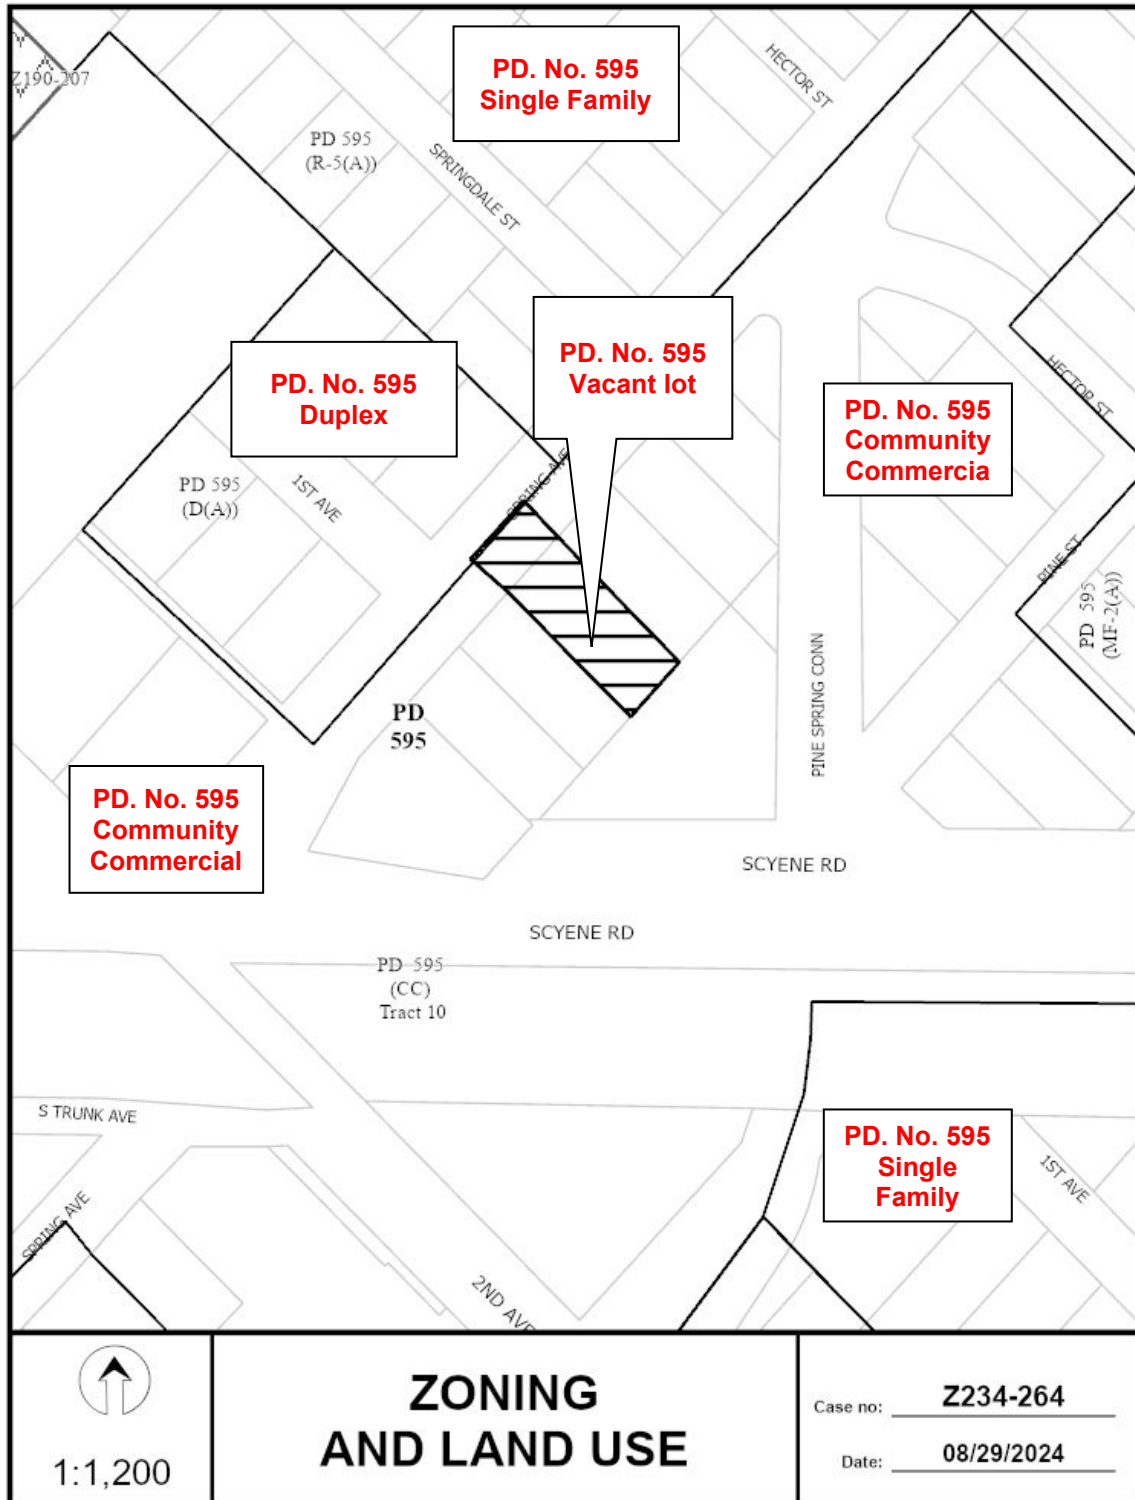 Z190-207
PD. No. 595
Single Family
HECTOR ST
PD 595
(R-5(A))
SPRINGDALE ST
PD. No. 595
Duplex
PD. No. 595
Vacant lot
HECTOR ST
PD. No. 595
Community
Commercia
PD 595
(D(A))
1ST AVE
SPRING AVE
PINE ST
PD 595
(MF-2(A))
PINE SPRING CONN
PD
595
PD. No. 595
Community
Commercial
SCYENE RD
SCYENE RD
PD 595
(CC)
Tract 10
S TRUNK AVE
PD. No. 595
Single
Family
1ST AVE
SPRING AVE
2ND AVE
1:1,200
ZONING
AND LAND USE
Case no: Z234-264
Date: 08/29/2024